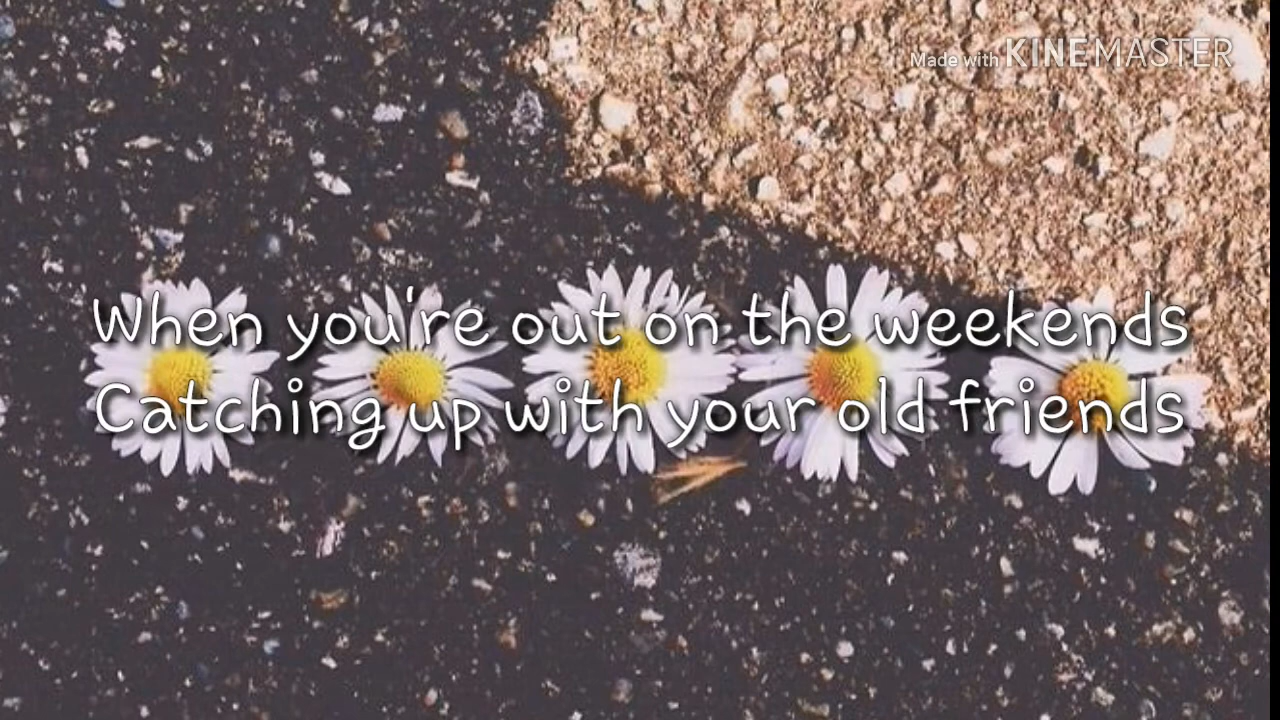 Made with KINEMASTER
When you're out on the weekends
Catching up with your old friends